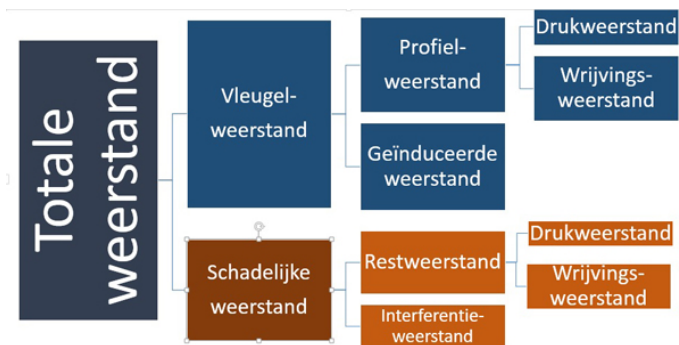 Totale
weerstand
Vleugel-
weerstand
Profiel-
weerstand
Drukweerstand
Wrijvings-
weerstand
Geïnduceerde
weerstand
Schadelijke
weerstand
Restweerstand
Drukweerstand
Wrijvings-
weerstand
Interferentie-
weerstand